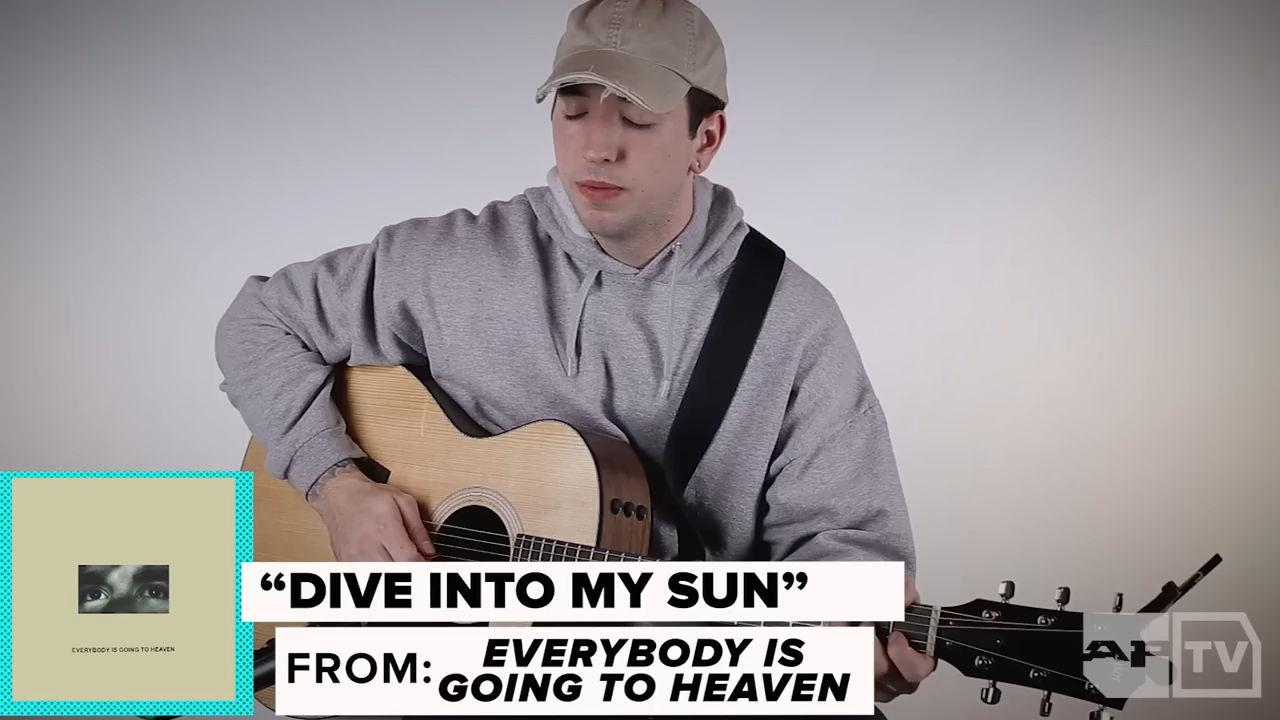 “DIVE INTO MY SUN”
FROM: EVERYBODY IS
GOING TO HEAVEN
EVERYBODY IS GOING TO HEAVEN
TV